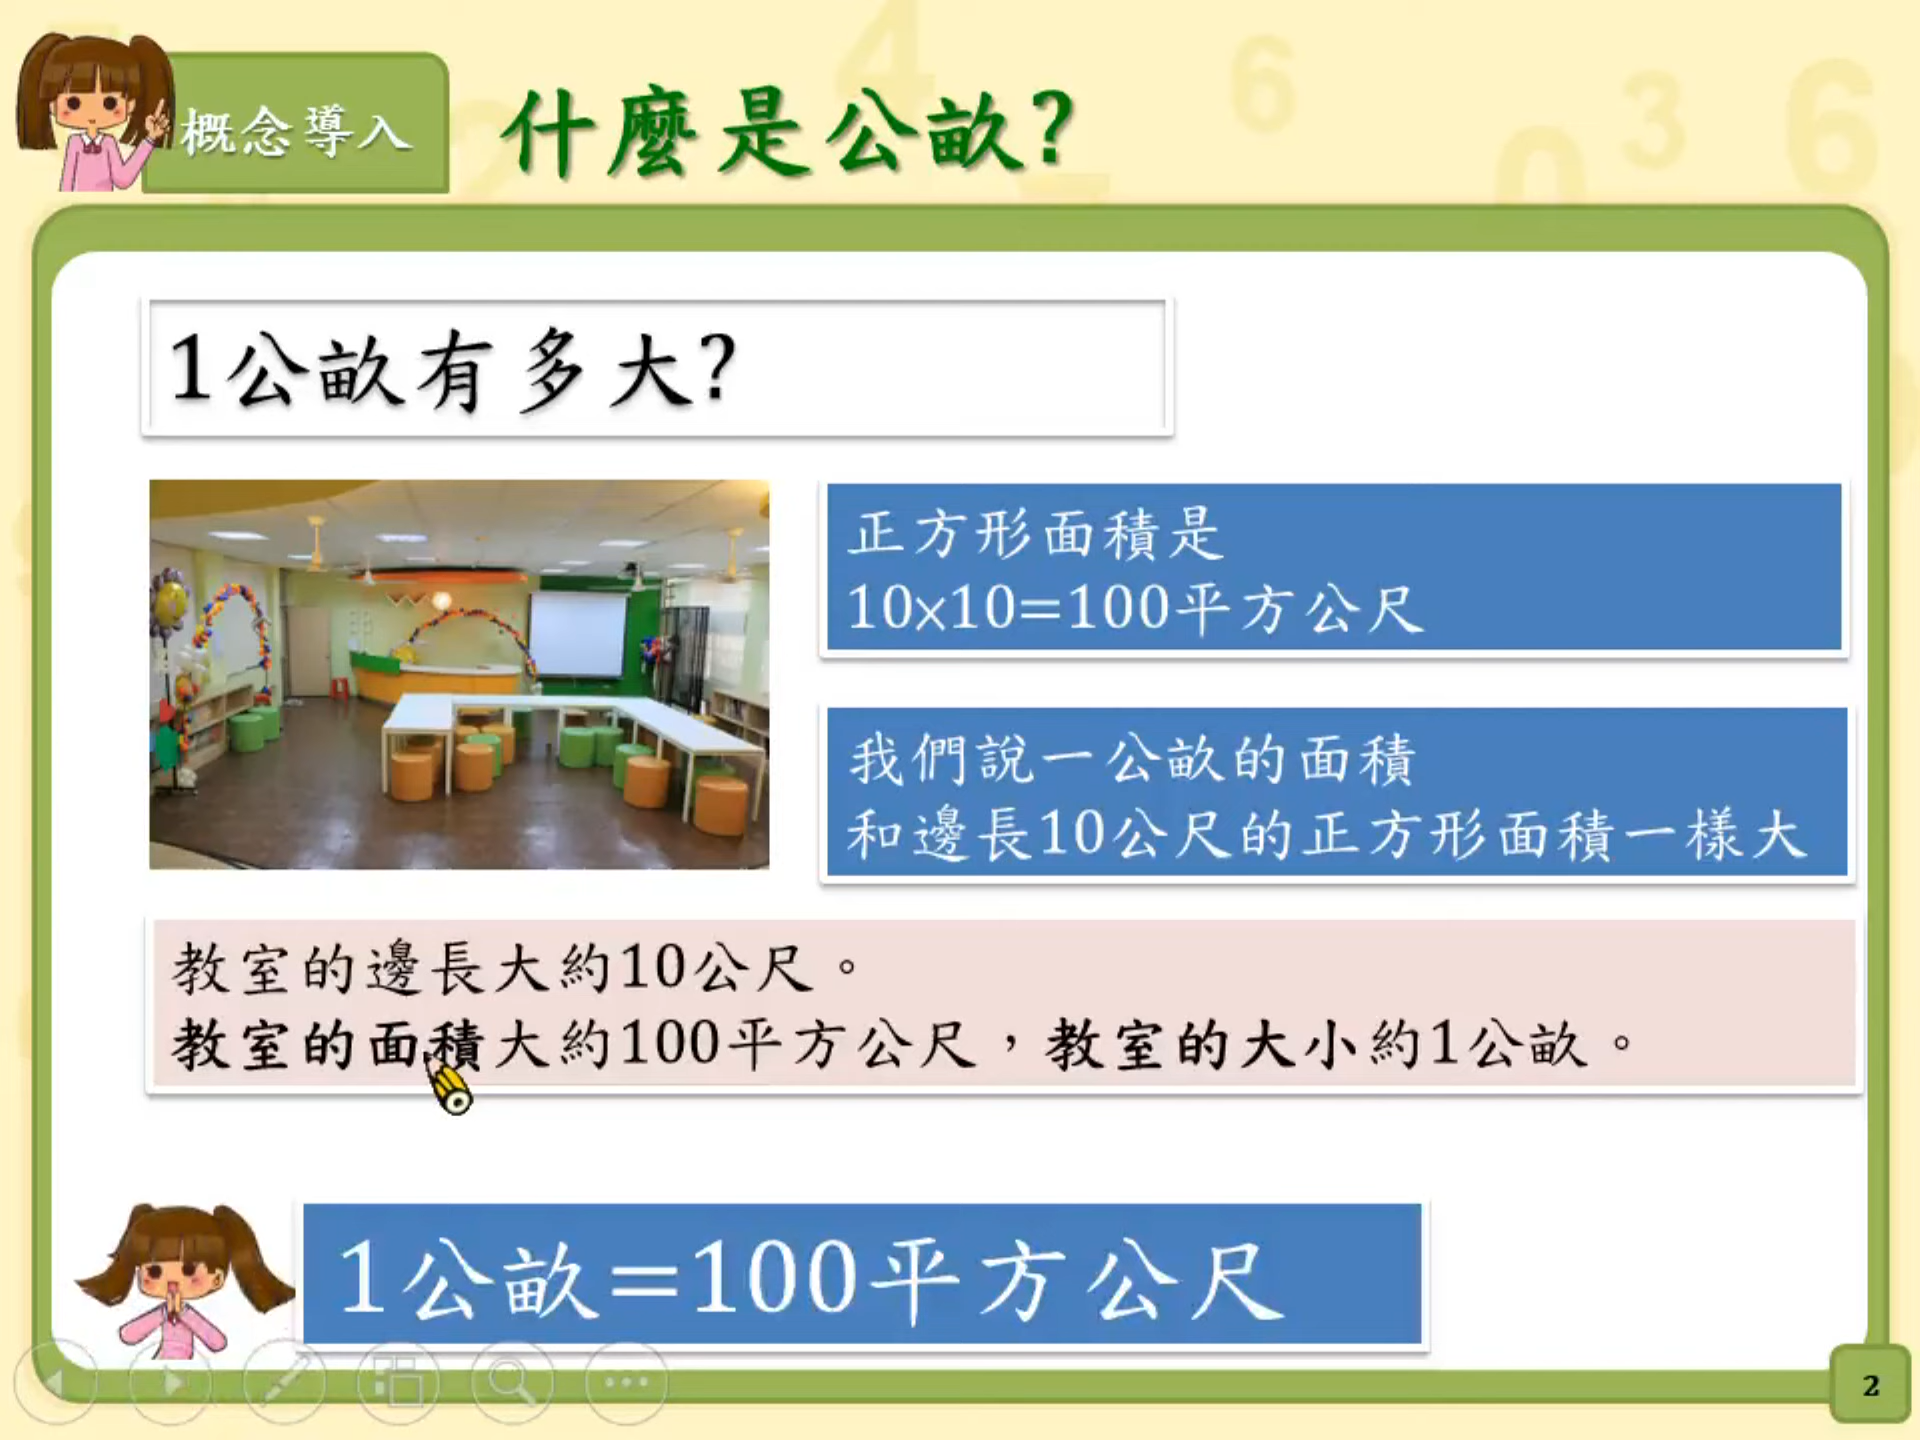 概念導入
什麼是公畝?
1公畝有多大?
正方形面積是
10×10=100平方公尺
我們說一公畝的面積
和邊長10公尺的正方形面積一樣大
教室的邊長大約10公尺。
教室的面積大約100平方公尺，教室的大小約1公畝。
1公畝=100平方公尺
2